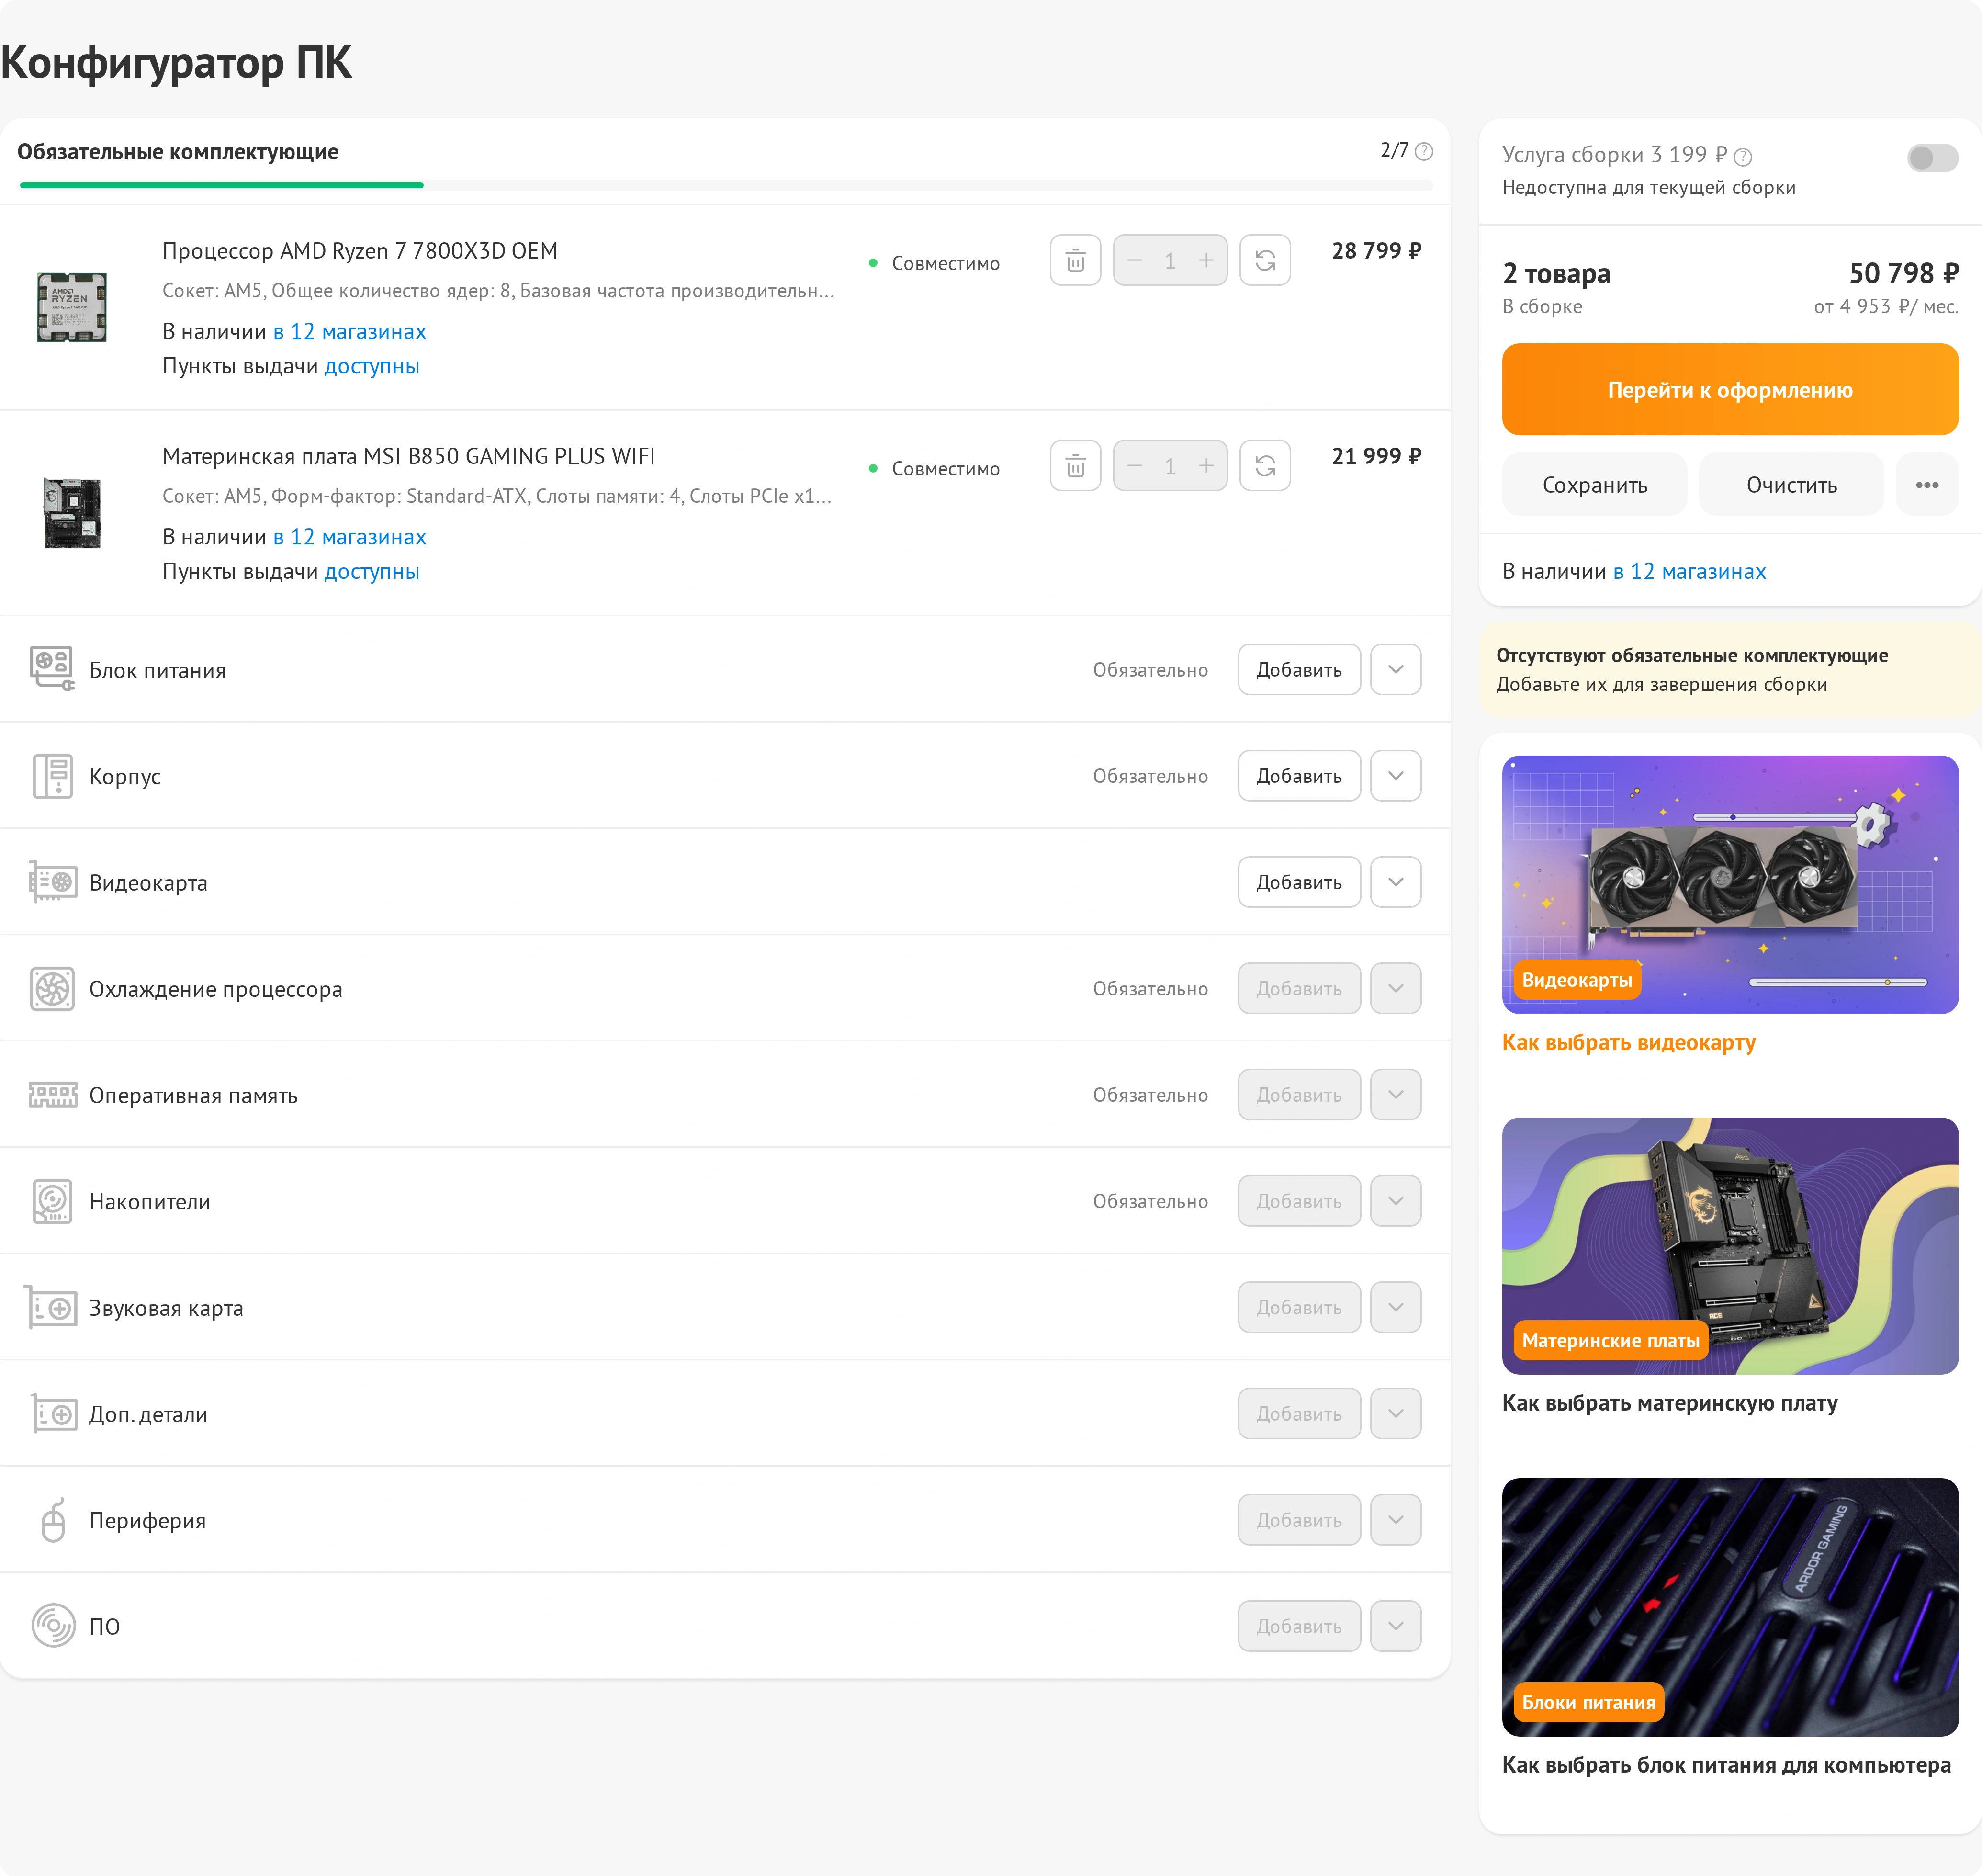 Конфигуратор ПК
Обязательные комплектующие
2/7
Процессор AMD Ryzen 7 7800X3D OEM
Сокет: AM5, Общее количество ядер: 8, Базовая частота производительн...
В наличии в 12 магазинах
Пункты выдачи доступны
Совместимо
1
28 799 ₽
AMD
RYZEN
Материнская плата MSI B850 GAMING PLUS WIFI
Сокет: AM5, Форм-фактор: Standard-ATX, Слоты памяти: 4, Слоты PCIe x1...
В наличии в 12 магазинах
Пункты выдачи доступны
Совместимо
1
21 999 ₽
Блок питания
Обязательно
Добавить
Корпус
Обязательно
Добавить
Видеокарта
Добавить
Охлаждение процессора
Обязательно
Добавить
Оперативная память
Обязательно
Добавить
Накопители
Обязательно
Добавить
Звуковая карта
Добавить
Доп. детали
Добавить
Периферия
Добавить
ПО
Добавить
Услуга сборки 3 199 ₽
Недоступна для текущей сборки
2 товара
50 798 ₽
В сборке
от 4 953 ₽/ мес.
Перейти к оформлению
Сохранить
Очистить
В наличии в 12 магазинах
Отсутствуют обязательные комплектующие
Добавьте их для завершения сборки
Видеокарты
Как выбрать видеокарту
ACE
Материнские платы
Как выбрать материнскую плату
ARDOR GAMING
Блоки питания
Как выбрать блок питания для компьютера